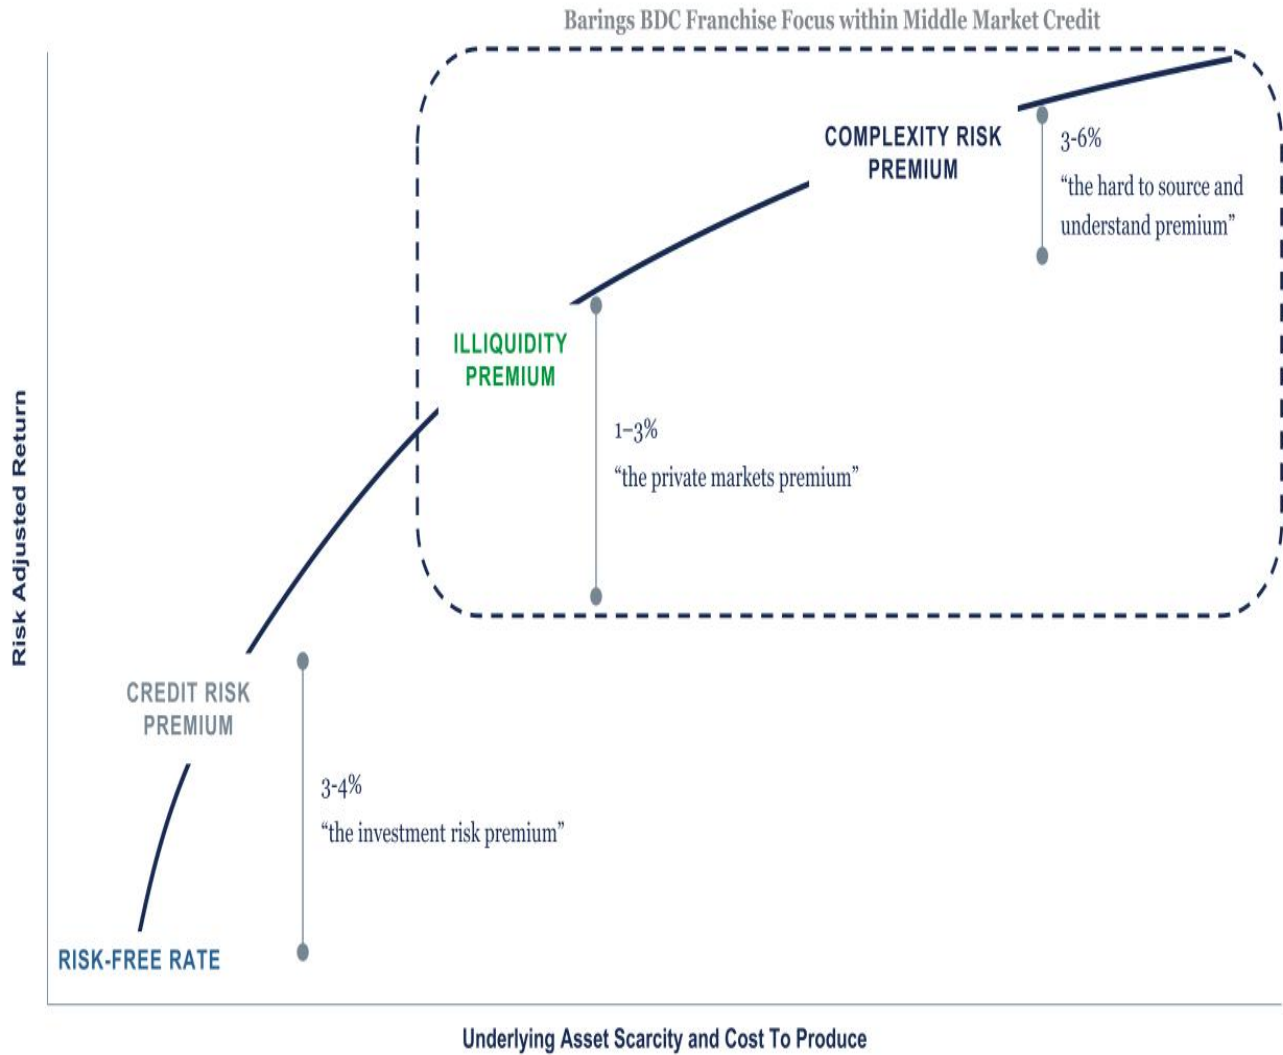 Barings BDC Franchise Focus within Middle Market Credit
COMPLEXITY RISK
PREMIUM
3-6%
“the hard to source and
understand premium”
ILLIQUIDITY
PREMIUM
1–3%
“the private markets premium”
Risk Adjusted Return
CREDIT RISK
PREMIUM
3-4%
“the investment risk premium”
RISK-FREE RATE
Underlying Asset Scarcity and Cost To Produce